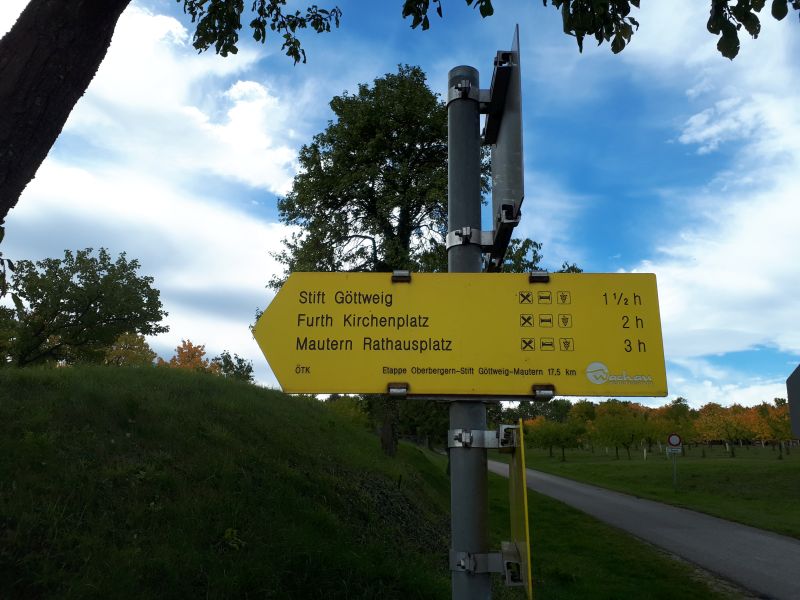 Stift Göttweig 1 1/2 h
Furth Kirchenplatz 2 h
Mautern Rathausplatz 3 h
ÖTK Etappe Oberbergern-Stift Göttweig-Mautern 17,5 km Wachau